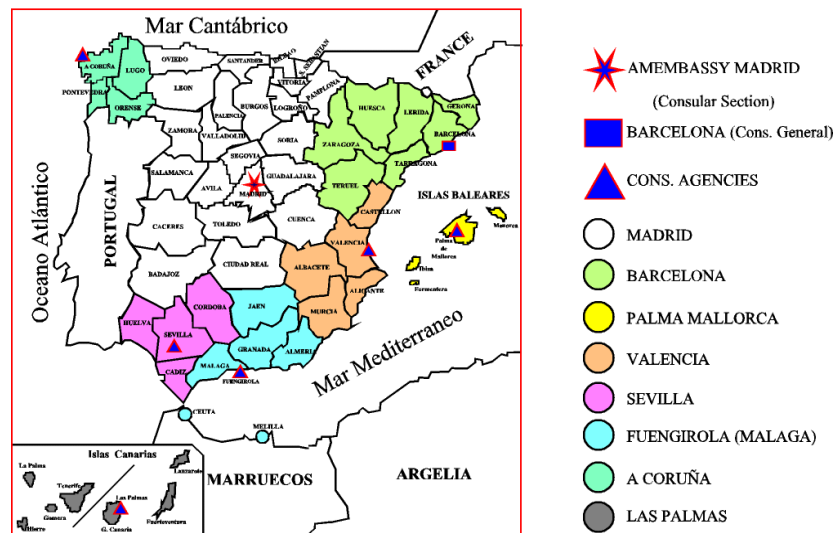 Mar Cantábrico
FRANCE
A CORUÑA
LUGO
OVIEDO
SANTANDER
BILBAO
S. SEBASTIAN
VITORIA
PAMPLONA
PONTEVEDRA
ORENSE
LEON
PALENCIA
BURGOS
LOGROÑO
HUESCA
LERIDA
GERONA
BARCELONA
ZAMORA
VALLADOLID
SORIA
ZARAGOZA
TARRAGONA
SEGOVIA
SALAMANCA
AVILA
MADRID
GUADALAJARA
TERUEL
CASTELLON
ISLAS BALEARES
Menorca
Palma
de
Mallorca
Ibiza
Formentera
Oceano Atlántico
PORTUGAL
CACERES
TOLEDO
CUENCA
VALENCIA
BADAJOZ
CIUDAD REAL
ALBACETE
ALICANTE
MURCIA
HUELVA
SEVILLA
CORDOBA
JAEN
CADIZ
MALAGA
GRANADA
ALMERIA
FUENGIROLA
Mar Mediterraneo
CEUTA
MELILLA
MARRUECOS
ARGELIA
Islas Canarias
La Palma
Tenerife
Gomera
Hierro
Las Palmas
G. Canaria
Lanzarote
Fuerteventura
AMEMBASSY MADRID
(Consular Section)
BARCELONA (Cons. General)
CONS. AGENCIES
MADRID
BARCELONA
PALMA MALLORCA
VALENCIA
SEVILLA
FUENGIROLA (MALAGA)
A CORUÑA
LAS PALMAS